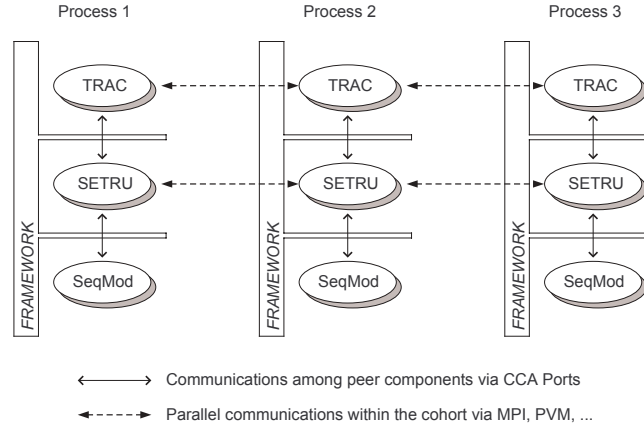 Process 1 Process 2 Process 3
TRAC TRAC TRAC
SETRU SETRU SETRU
FRAMEWORK FRAMEWORK FRAMEWORK
SeqMod SeqMod SeqMod
Communications among peer components via CCA Ports
Parallel communications within the cohort via MPI, PVM, ...